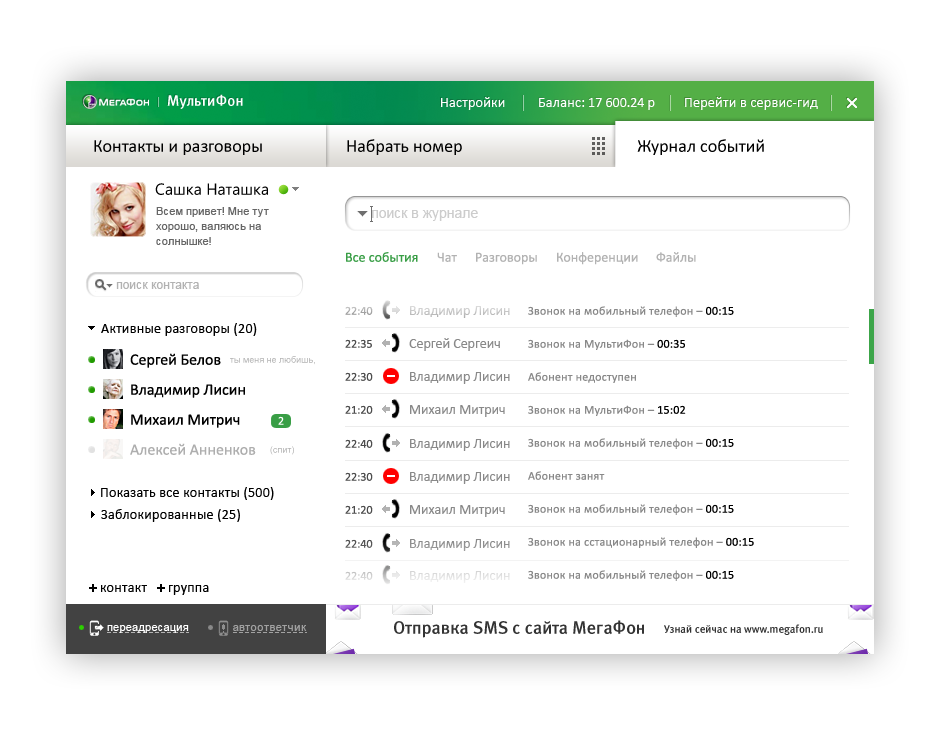 МегаФон | МультиФон
Настройки
Баланс: 17 600.24 р
Перейти в сервис-гид
Контакты и разговоры
Набрать номер
Журнал событий
Сашка Наташка
Всем привет! Мне тут
хорошо, валяюсь на
солнышке!
поиск контакта
Активные разговоры (20)
Сергей Белов ты меня не любишь,
Владимир Лисин
Михаил Митрич 2
Алексей Анненков (спит)
Показать все контакты (500)
Заблокированные (25)
+ контакт + группа
переадресация
автоответчик
поиск в журнале
Все события Чат Разговоры Конференции Файлы
22:40 Владимир Лисин Звонок на мобильный телефон – 00:15
22:35 Сергей Сергеич Звонок на МультиФон – 00:35
22:30 Владимир Лисин Абонент недоступен
21:20 Михаил Митрич Звонок на МультиФон – 15:02
22:40 Владимир Лисин Звонок на мобильный телефон – 00:15
22:30 Владимир Лисин Абонент занят
21:20 Михаил Митрич Звонок на мобильный телефон – 00:15
22:40 Владимир Лисин Звонок на сстационарный телефон – 00:15
22:40 Владимир Лисин Звонок на мобильный телефон – 00:15
Отправка SMS с сайта МегаФон Узнай сейчас на www.megafon.ru